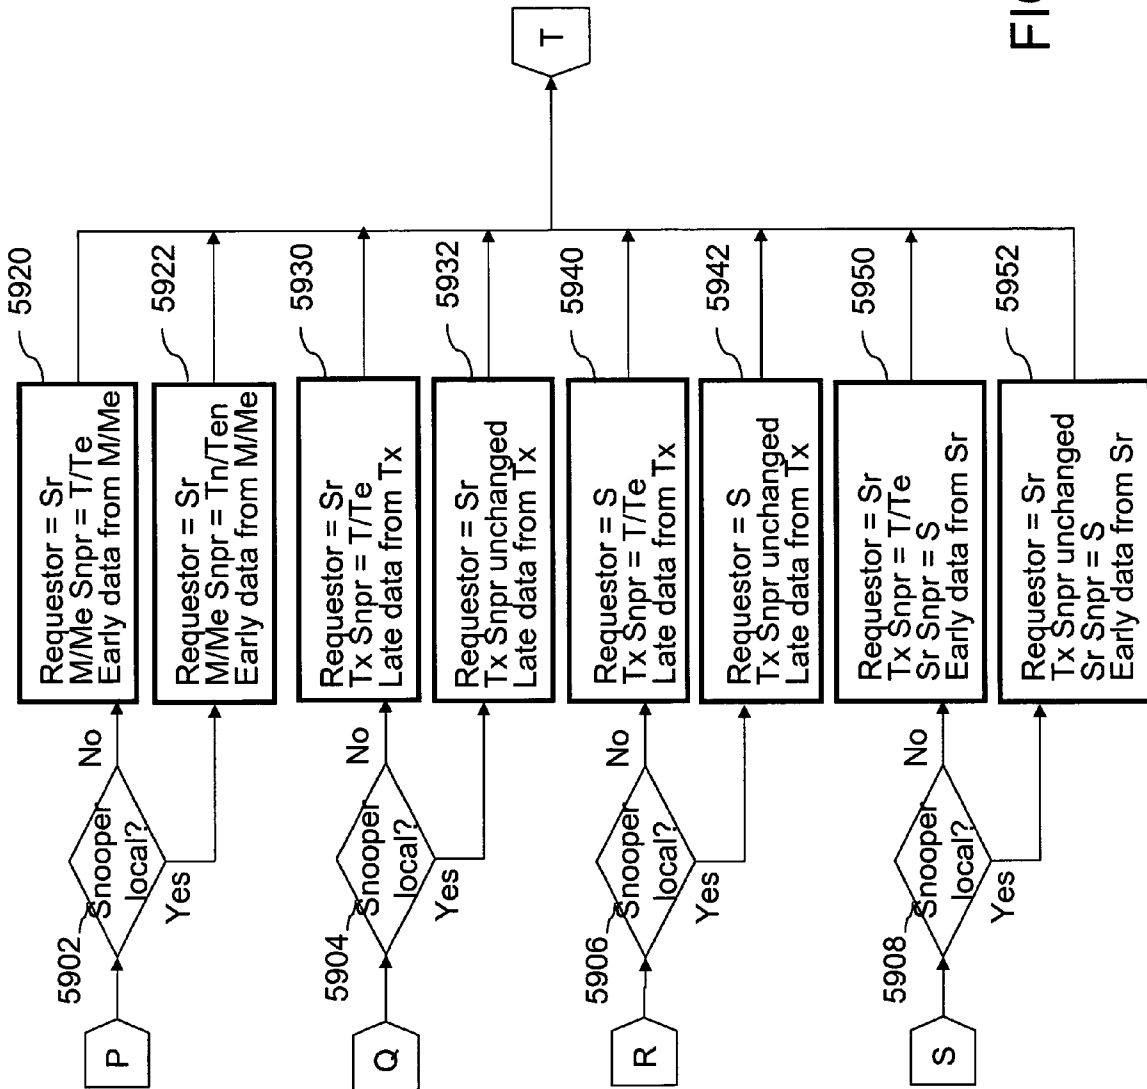 P
5902
Snooper
local?
No
Yes
5920
Requestor = Sr
M/Me Snpr = T/Te
Early data from M/Me
5922
Requestor = Sr
M/Me Snpr = Tn/Ten
Early data from M/Me
Q
5904
Snooper
local?
No
Yes
5930
Requestor = Sr
Tx Snpr = T/Te
Late data from Tx
5932
Requestor = Sr
Tx Snpr unchanged
Late data from Tx
R
5906
Snooper
local?
No
Yes
5940
Requestor = S
Tx Snpr = T/Te
Late data from Tx
5942
Requestor = S
Tx Snpr unchanged
Late data from Tx
S
5908
Snooper
local?
No
Yes
5950
Requestor = Sr
Tx Snpr = T/Te
Sr Snpr = S
Early data from Sr
5952
Requestor = Sr
Tx Snpr unchanged
Sr Snpr = S
Early data from Sr
T